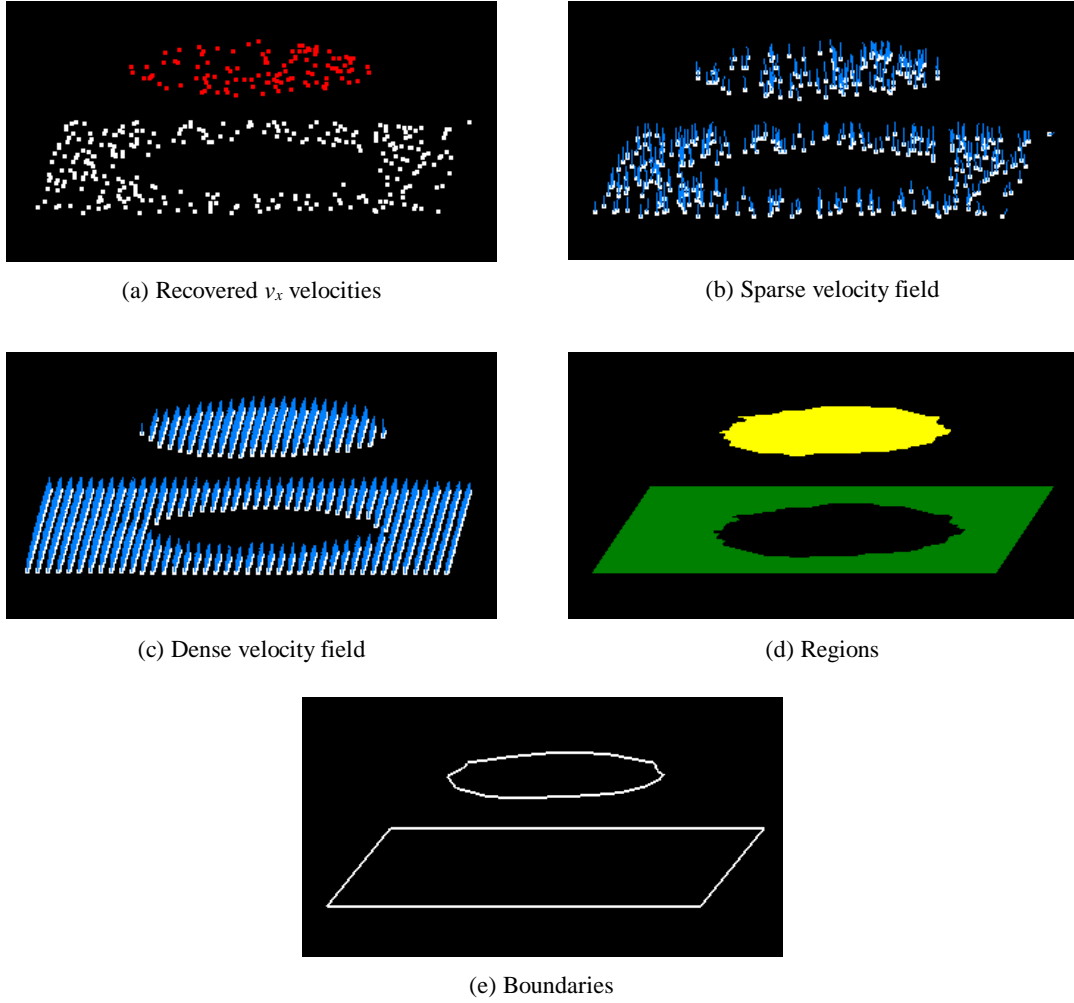 (a) Recovered vx velocities
(b) Sparse velocity field
(c) Dense velocity field
(d) Regions
(e) Boundaries